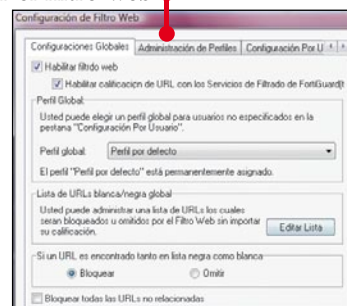 Configuración de Filtro Web
Configuraciones Globales Administración de Perfiles Configuración Por U
Habilitar filtrdo web
Habilitar calificaciçn de URL con los Servicios de Filtrado de FortiGuard(t
Perfil Global:
Usted puede elegir un perfil global para usuarios no especificados en la
pestana "Configuración Por Usuario".
Perfil global: Perfil por defecto
El perfil "Perfil por defecto" está permanentemente asignado.
Lista de URLs blanca/negra global
Usted puede administrar una lista de URLs los cuales
seran bloqueados u omitidos por el Filtro Web sin importar
su calificación.
Editar Lista
Si un URL es encontrado tanto en lista negra como blanca
Bloquear Omitir
Bloquear todas las URLs no relacionadas